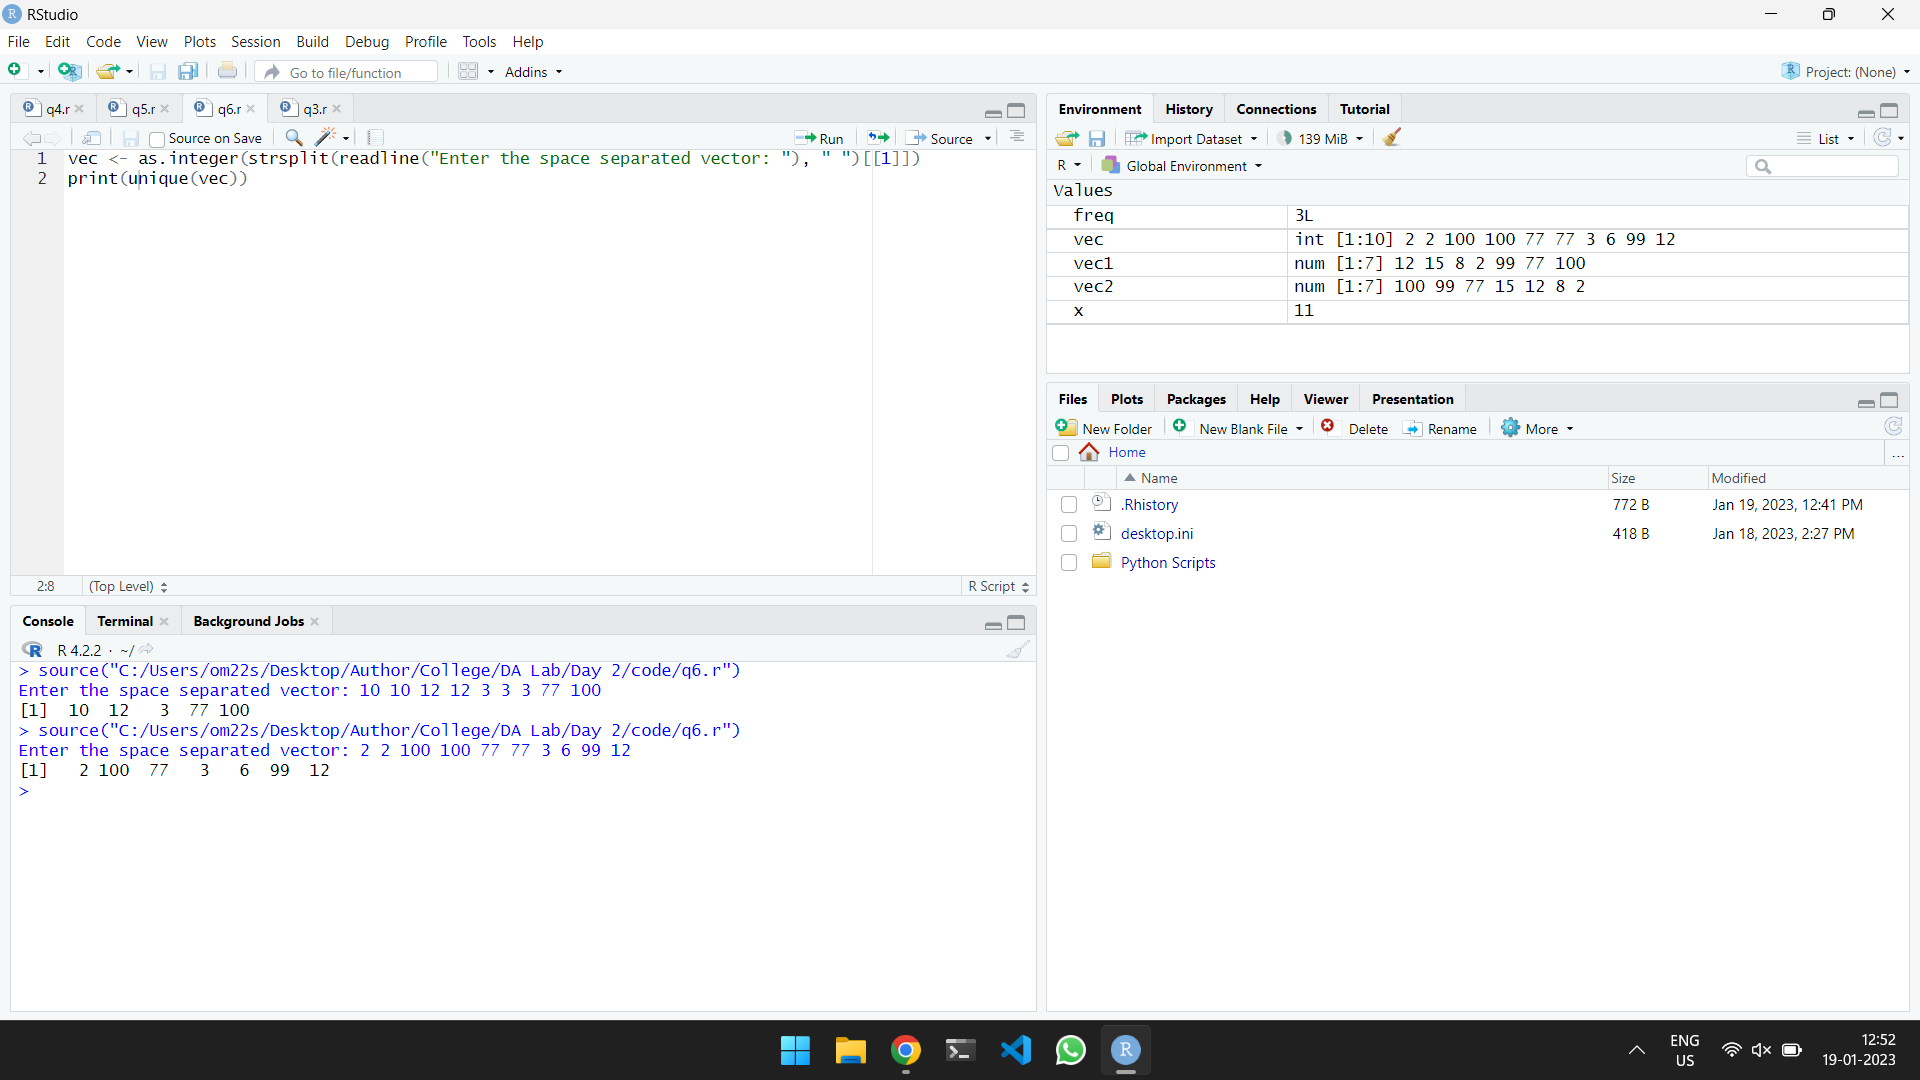 RStudio
File Edit Code View Plots Session Build Debug Profile Tools Help
Go to file/function Addins Project: (None)
q4.r q5.r q6.r q3.r
Source on Save Run Source
1 vec <- as.integer(strsplit(readline("Enter the space separated vector: "), " ")[[1]])
2 print(unique(vec))
2:8 (Top Level) R Script
Console Terminal Background Jobs
R 4.2.2 · ~/
> source("C:/Users/om22s/Desktop/Author/College/DA Lab/Day 2/code/q6.r")
Enter the space separated vector: 10 10 12 12 3 3 3 77 100
[1]  10  12   3  77 100
> source("C:/Users/om22s/Desktop/Author/College/DA Lab/Day 2/code/q6.r")
Enter the space separated vector: 2 2 100 100 77 77 3 6 99 12
[1]   2 100  77   3   6  99  12
>
Environment History Connections Tutorial
Import Dataset 139 MiB List
R Global Environment
Values
freq 3L
vec int [1:10] 2 2 100 100 77 77 3 6 99 12
vec1 num [1:7] 12 15 8 2 99 77 100
vec2 num [1:7] 100 99 77 15 12 8 2
x 11
Files Plots Packages Help Viewer Presentation
New Folder New Blank File Delete Rename More
Home ...
Name Size Modified
.Rhistory 772 B Jan 19, 2023, 12:41 PM
desktop.ini 418 B Jan 18, 2023, 2:27 PM
Python Scripts
ENG
US
12:52
19-01-2023